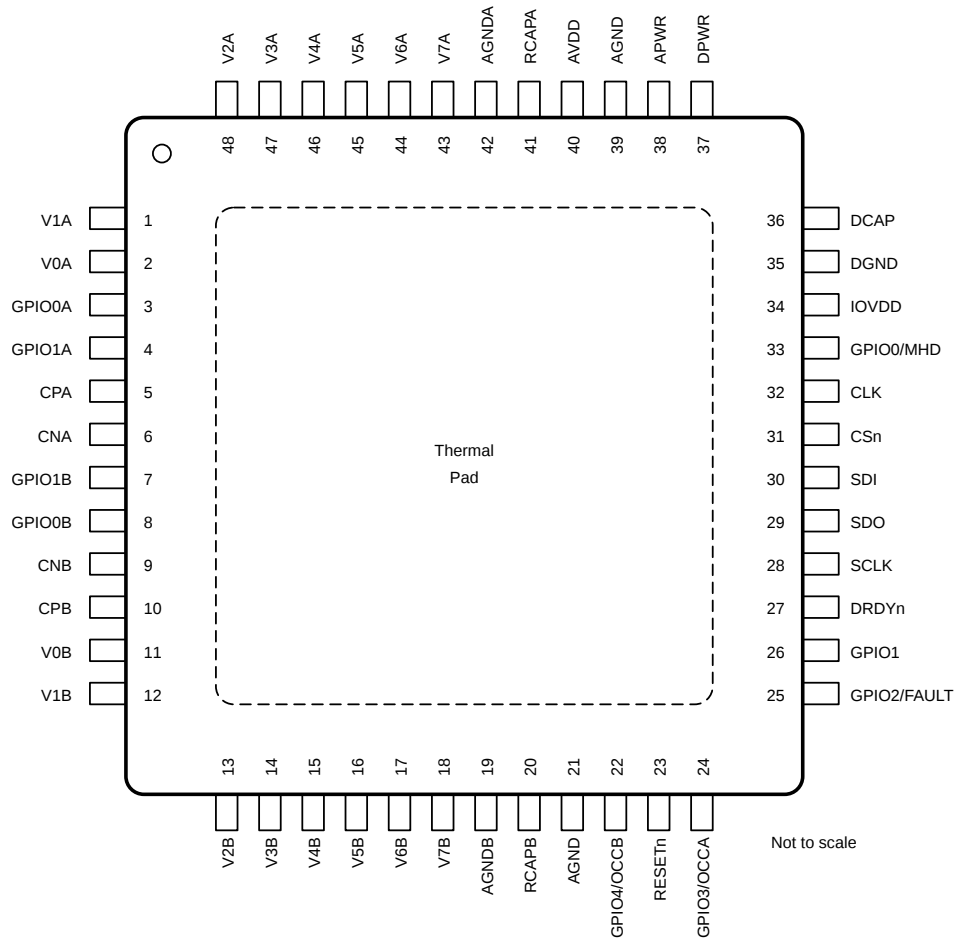 V2A
V3A
V4A
V5A
V6A
V7A
AGNDA
RCAPA
AVDD
AGND
APWR
DPWR
48
47
46
45
44
43
42
41
40
39
38
37
V1A 1
V0A 2
GPIO0A 3
GPIO1A 4
CPA 5
CNA 6
GPIO1B 7
GPIO0B 8
CNB 9
CPB 10
V0B 11
V1B 12
Thermal
Pad
36 DCAP
35 DGND
34 IOVDD
33 GPIO0/MHD
32 CLK
31 CSn
30 SDI
29 SDO
28 SCLK
27 DRDYn
26 GPIO1
25 GPIO2/FAULT
13
14
15
16
17
18
19
20
21
22
23
24
V2B
V3B
V4B
V5B
V6B
V7B
AGNDB
RCAPB
AGND
GPIO4/OCCB
RESETn
GPIO3/OCCA
Not to scale